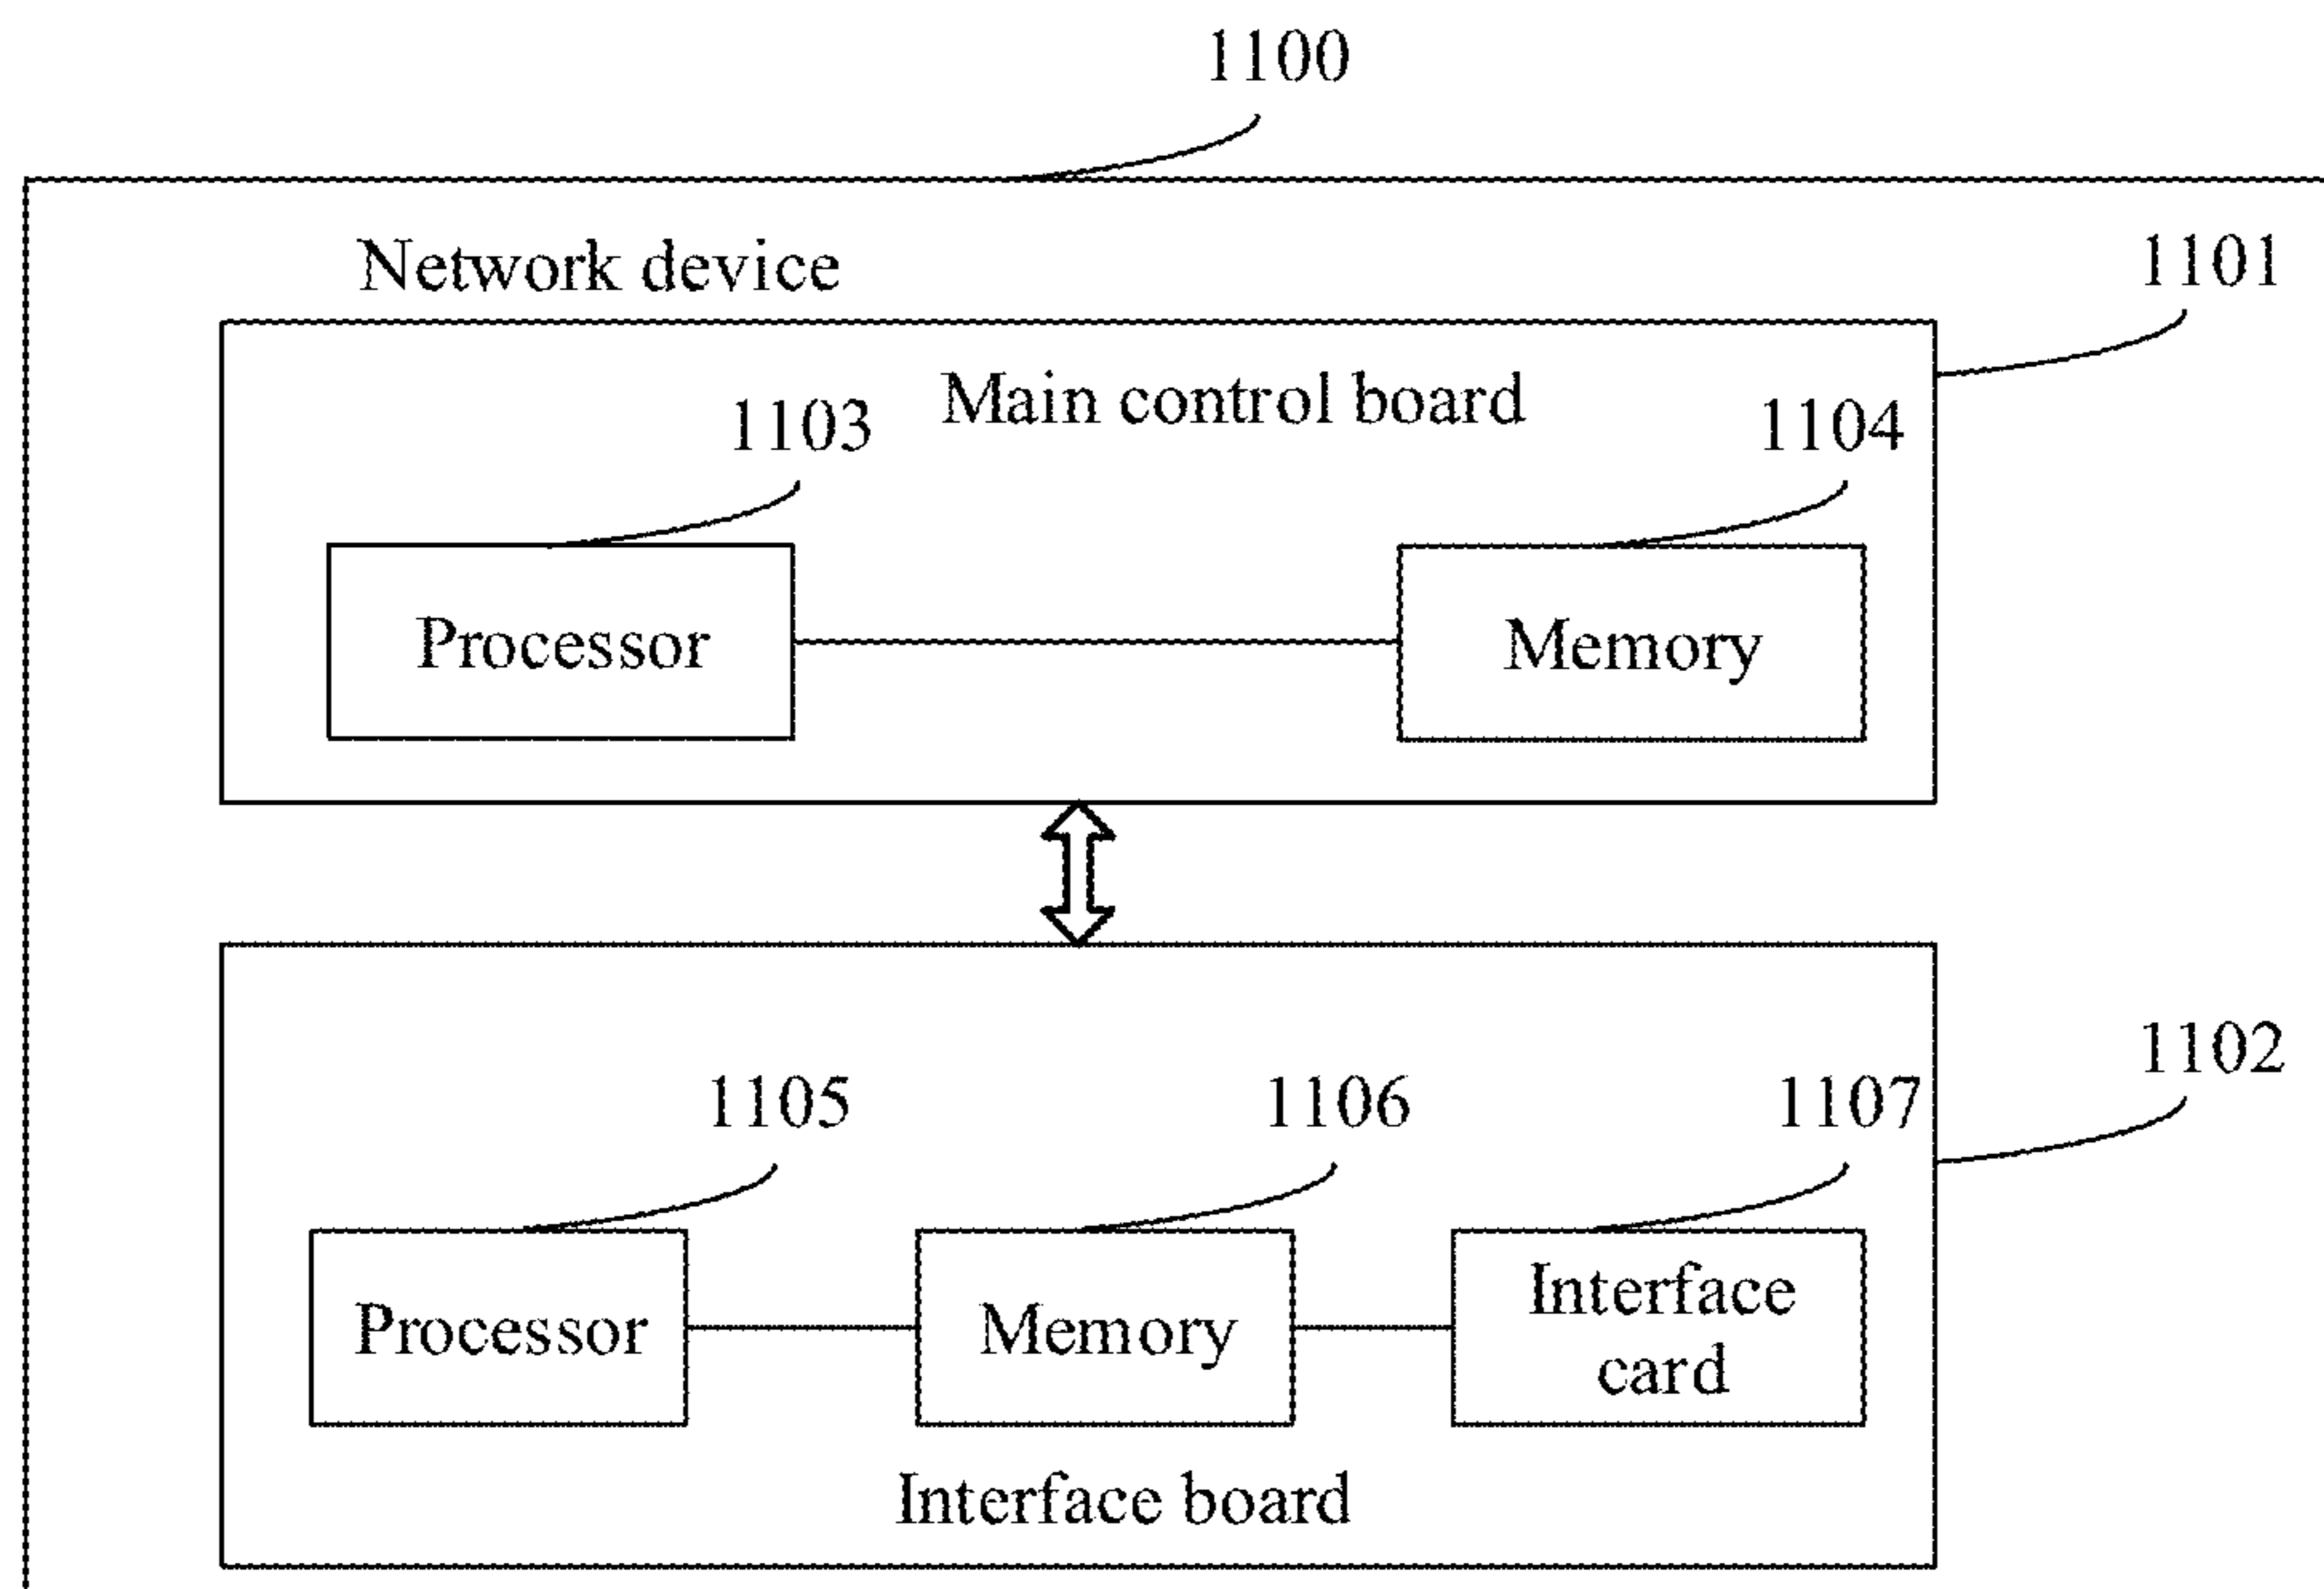 1100
Network device
1101
Main control board
1103
1104
Processor
Memory
1102
1105
1106
1107
Processor
Memory
Interface
card
Interface board